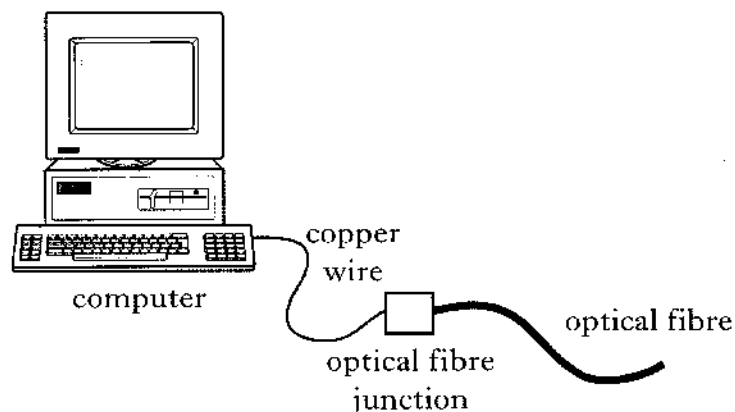 copper
wire
computer
optical fibre
optical fibre
junction